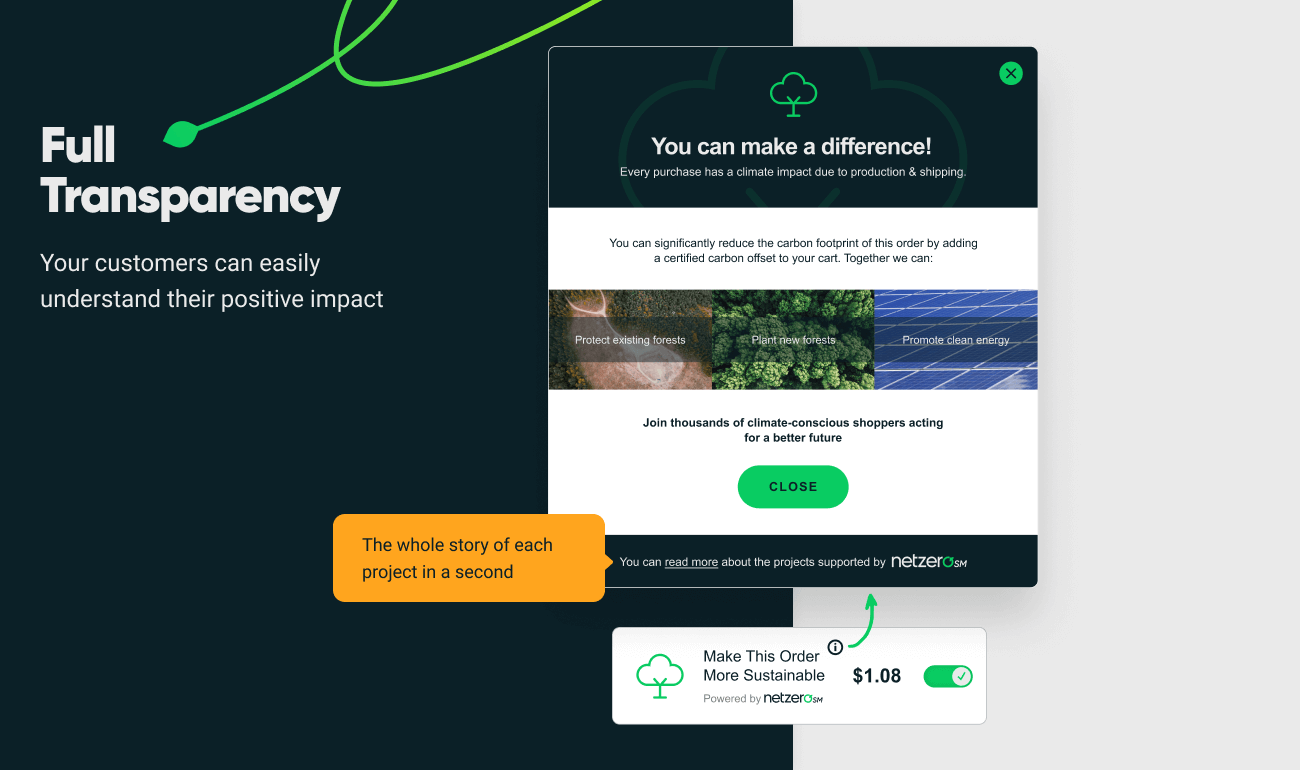 Full
Transparency
Your customers can easily
understand their positive impact
You can make a difference!
Every purchase has a climate impact due to production & shipping.
You can significantly reduce the carbon footprint of this order by adding
a certified carbon offset to your cart. Together we can:
Protect existing forests
Plant new forests
Promote clean energy
Join thousands of climate-conscious shoppers acting
for a better future
CLOSE
The whole story of each
project in a second
You can read more about the projects supported by netzero SM
Make This Order
More Sustainable
$1.08
Powered by netzero SM